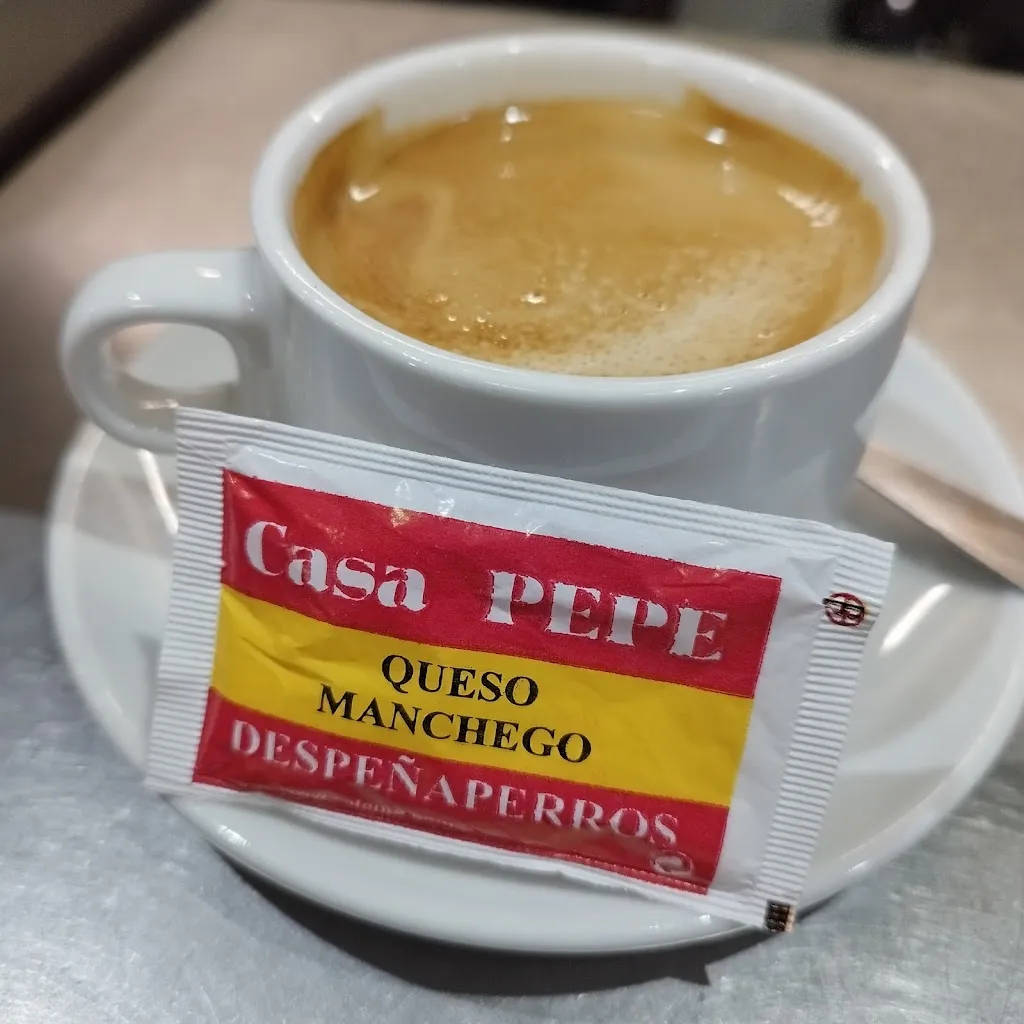 Casa PEPE
QUESO
MANCHEGO
DESPEÑAPERROS